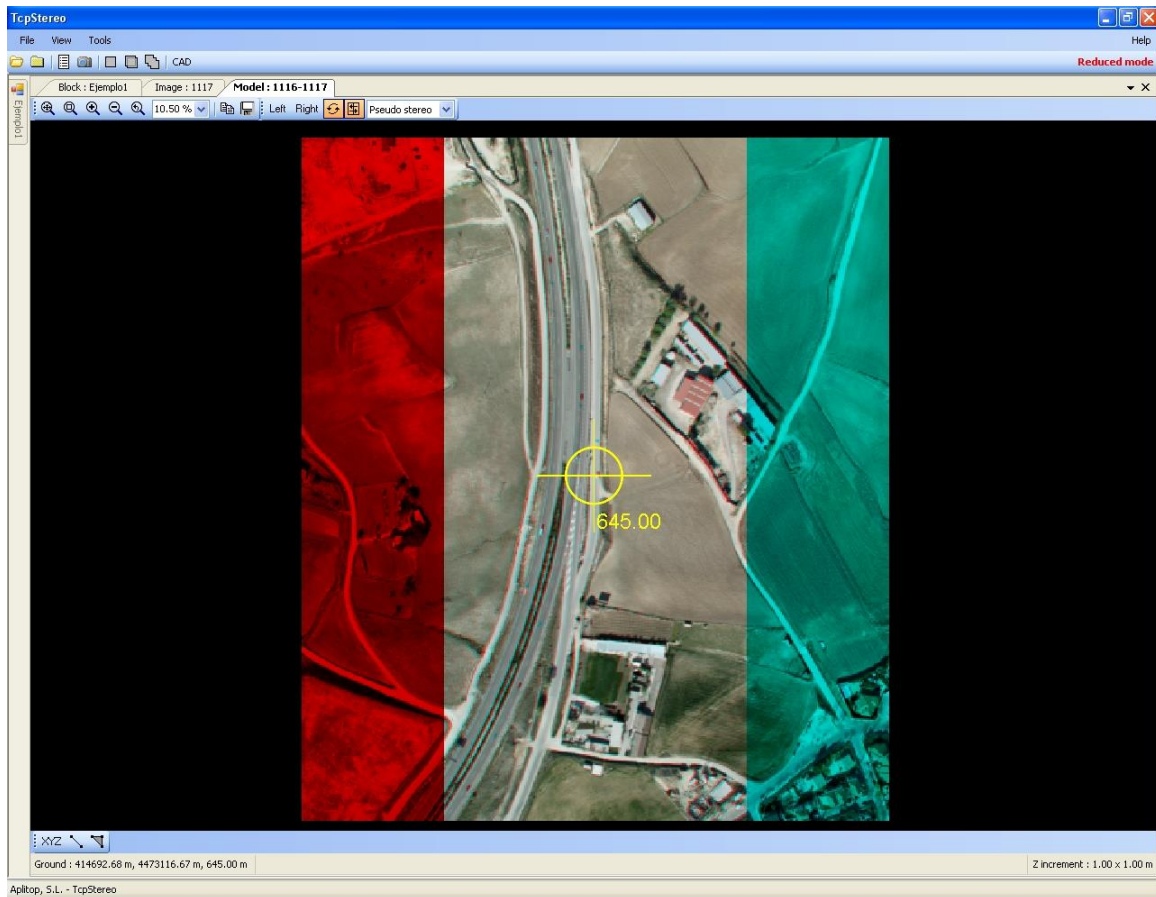 TcpStereo
File View Tools Help
CAD Reduced mode
Block : Ejemplo1 Image : 1117 Model : 1116-1117
Ejemplo1
10.50 % Left Right Pseudo stereo
645.00
XYZ
Ground : 414692.68 m, 4473116.67 m, 645.00 m Z increment : 1.00 x 1.00 m
Aplitop, S.L. - TcpStereo